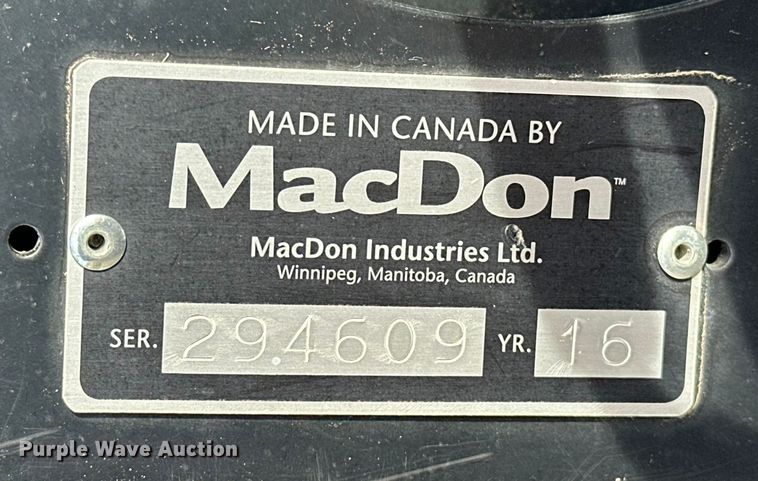 MADE IN CANADA BY
MacDon™
MacDon Industries Ltd.
Winnipeg, Manitoba, Canada
SER. 294609 YR. 16
Purple Wave Auction